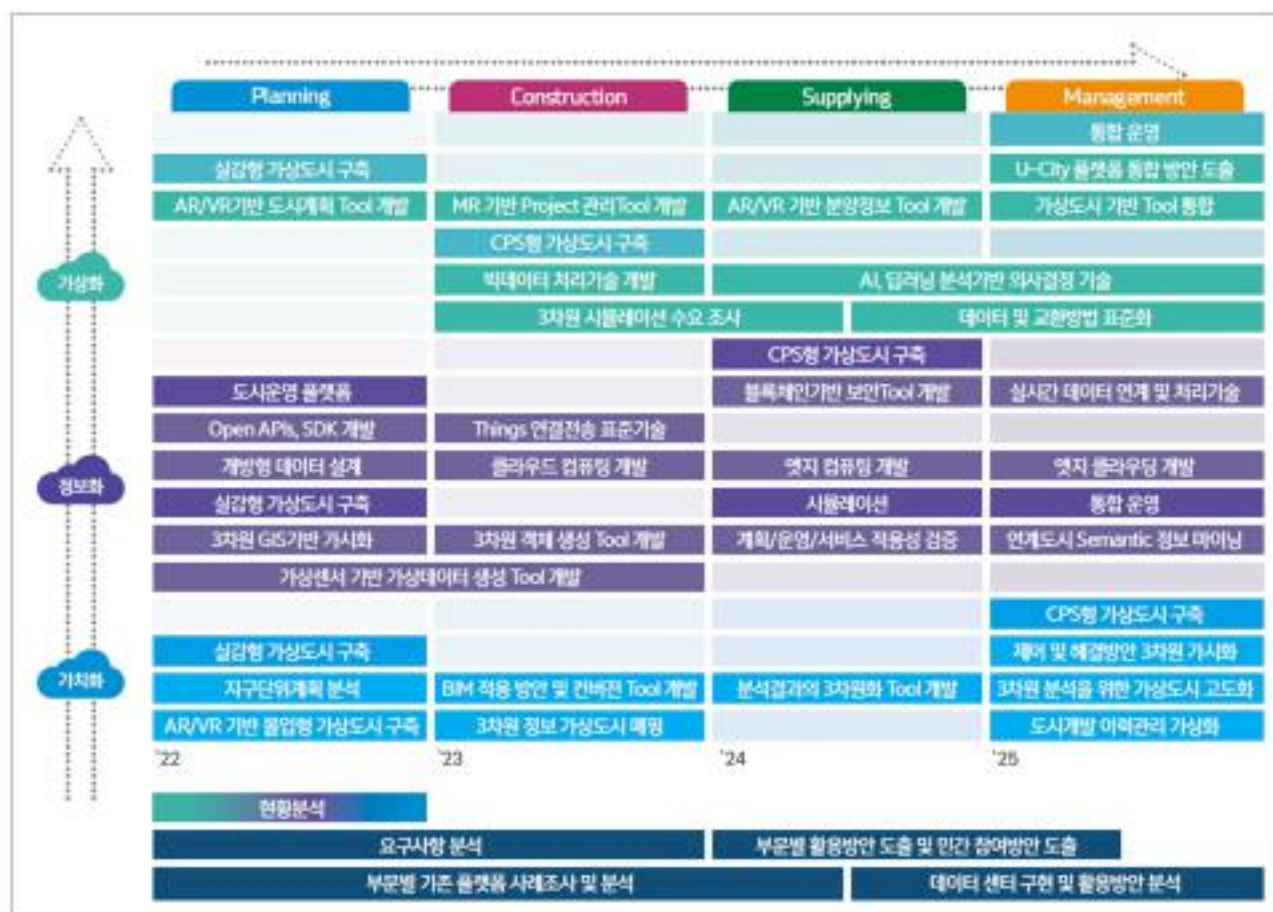 Planning Construction Supplying Management
통합 운영
실감형 가상도시 구축 U-City 플랫폼 통합 방안 도출
AR/VR기반 도시계획 Tool 개발 MR 기반 Project 관리Tool 개발 AR/VR 기반 분양정보 Tool 개발 가상도시 기반 Tool 통합
CPS형 가상도시 구축
가상화
빅데이터 처리기술 개발 AI, 딥러닝 분석기반 의사결정 기술
3차원 시뮬레이션 수요 조사 데이터 및 교환방법 표준화
CPS형 가상도시 구축
도시운영 플랫폼 블록체인기반 보안Tool 개발 실시간 데이터 연계 및 처리기술
Open APIs, SDK 개발 Things 연결전송 표준기술
개방형 데이터 설계 클라우드 컴퓨팅 개발 엣지 컴퓨팅 개발 엣지 클라우딩 개발
정보화
실감형 가상도시 구축 시뮬레이션 통합 운영
3차원 GIS기반 가시화 3차원 객체 생성 Tool 개발 계획/운영/서비스 적용성 검증 연계도시 Semantic 정보 마이닝
가상센서 기반 가상데이터 생성 Tool 개발
CPS형 가상도시 구축
실감형 가상도시 구축 제어 및 해결방안 3차원 가시화
가치화
지구단위계획 분석 BIM 적용 방안 및 컨버전 Tool 개발 분석결과의 3차원화 Tool 개발 3차원 분석을 위한 가상도시 고도화
AR/VR 기반 몰입형 가상도시 구축 3차원 정보 가상도시 매핑 도시개발 이력관리 가상화
'22 '23 '24 '25
현황분석
요구사항 분석 부문별 활용방안 도출 및 민간 참여방안 도출
부문별 기존 플랫폼 사례조사 및 분석 데이터 센터 구현 및 활용방안 분석